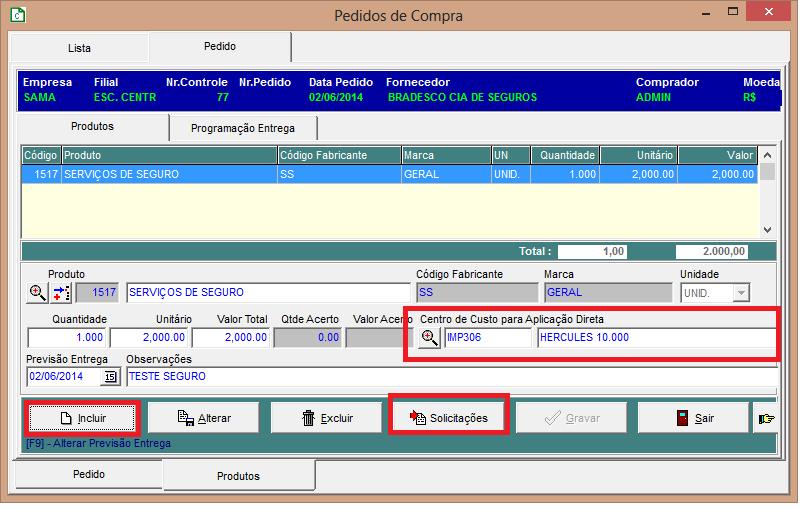 Pedidos de Compra
Lista Pedido
Empresa Filial Nr.Controle Nr.Pedido Data Pedido Fornecedor Comprador Moeda
SAMA ESC. CENTR 77 02/06/2014 BRADESCO CIA DE SEGUROS ADMIN R$
Produtos Programação Entrega
Código Produto Código Fabricante Marca UN Quantidade Unitário Valor
1517 SERVIÇOS DE SEGURO SS GERAL UNID. 1.000 2,000.00 2,000.00
Total : 1,00 2.000,00
Produto Código Fabricante Marca Unidade
1517 SERVIÇOS DE SEGURO SS GERAL UNID.
Quantidade Unitário Valor Total Qtde Acerto Valor Acerto Centro de Custo para Aplicação Direta
1.000 2,000.00 2,000.00 0.00 IMP306 HERCULES 10.000
Previsão Entrega Observações
02/06/2014 15 TESTE SEGURO
Incluir Alterar Excluir Solicitações Gravar Sair
[F9] - Alterar Previsão Entrega
Pedido Produtos